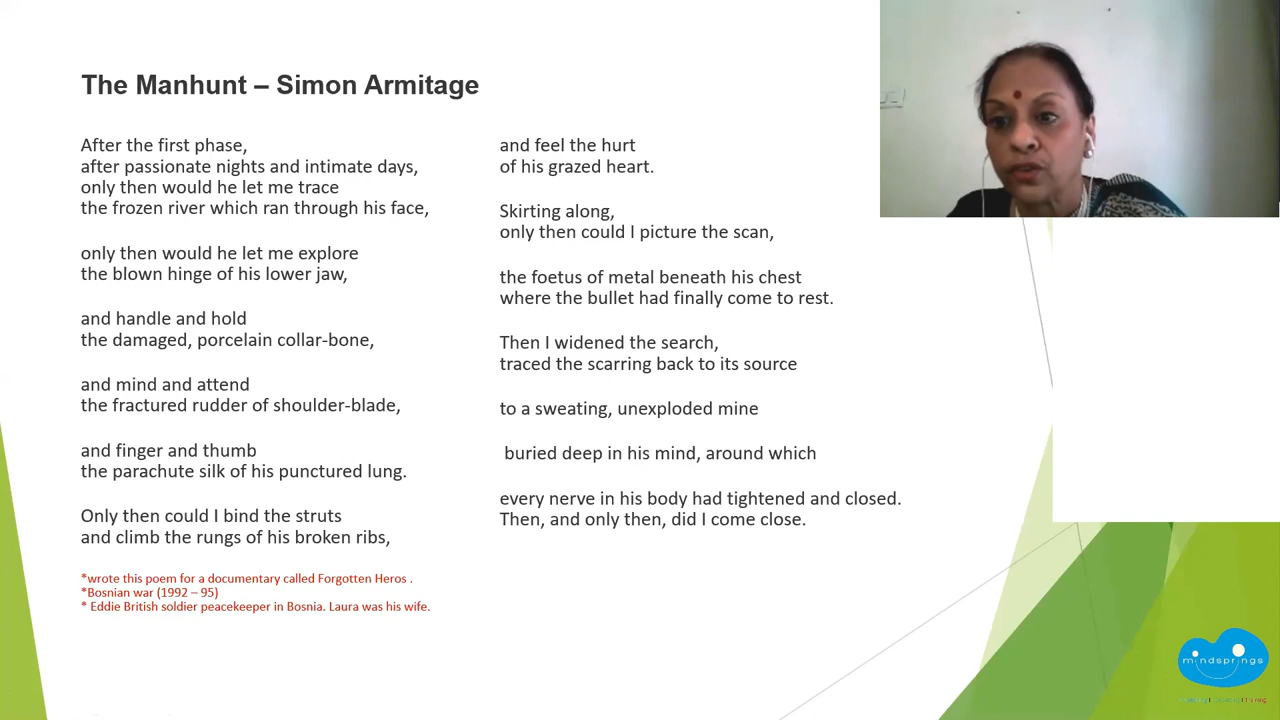 The Manhunt – Simon Armitage
After the first phase,
after passionate nights and intimate days,
only then would he let me trace
the frozen river which ran through his face,
only then would he let me explore
the blown hinge of his lower jaw,
and handle and hold
the damaged, porcelain collar-bone,
and mind and attend
the fractured rudder of shoulder-blade,
and finger and thumb
the parachute silk of his punctured lung.
Only then could I bind the struts
and climb the rungs of his broken ribs,
*wrote this poem for a documentary called Forgotten Heros .
*Bosnian war (1992 – 95)
* Eddie British soldier peacekeeper in Bosnia. Laura was his wife.
and feel the hurt
of his grazed heart.
Skirting along,
only then could I picture the scan,
the foetus of metal beneath his chest
where the bullet had finally come to rest.
Then I widened the search,
traced the scarring back to its source
to a sweating, unexploded mine
buried deep in his mind, around which
every nerve in his body had tightened and closed.
Then, and only then, did I come close.
mindsprings